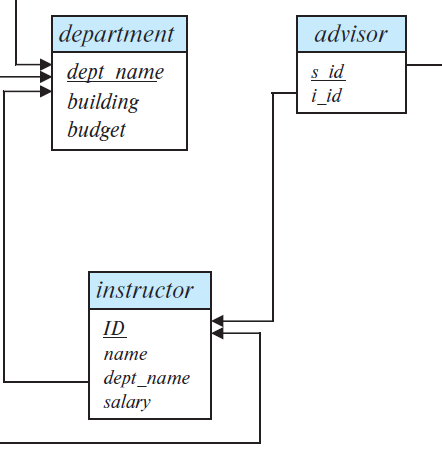 department
dept_name
building
budget
advisor
s_id
i_id
instructor
ID
name
dept_name
salary